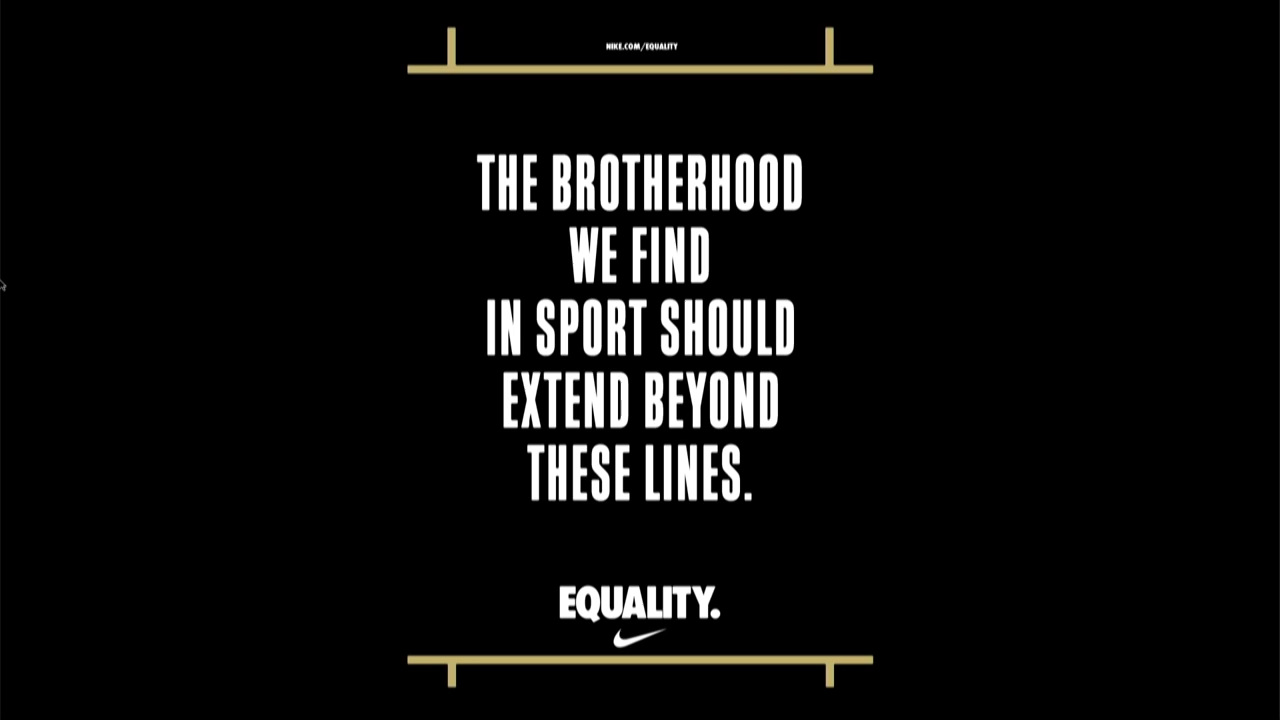 NIKE.COM/EQUALITY
THE BROTHERHOOD
WE FIND
IN SPORT SHOULD
EXTEND BEYOND
THESE LINES.
EQUALITY.